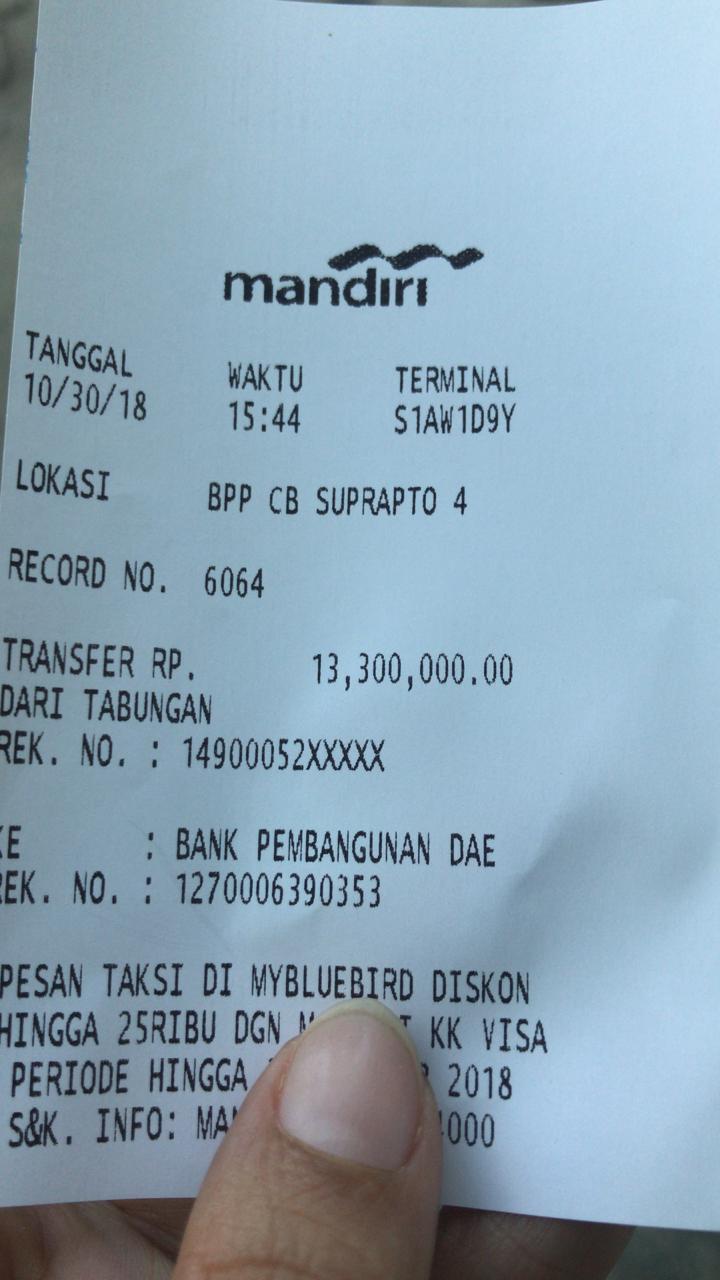 mandiri
TANGGAL WAKTU TERMINAL
10/30/18 15:44 S1AW1D9Y
LOKASI BPP CB SUPRAPTO 4
RECORD NO. 6064
TRANSFER RP. 13,300,000.00
DARI TABUNGAN
REK. NO. : 14900052XXXXX
KE : BANK PEMBANGUNAN DAE
REK. NO. : 1270006390353
PESAN TAKSI DI MYBLUEBIRD DISKON
HINGGA 25RIBU DGN KK VISA
PERIODE HINGGA 2018
S&K. INFO: